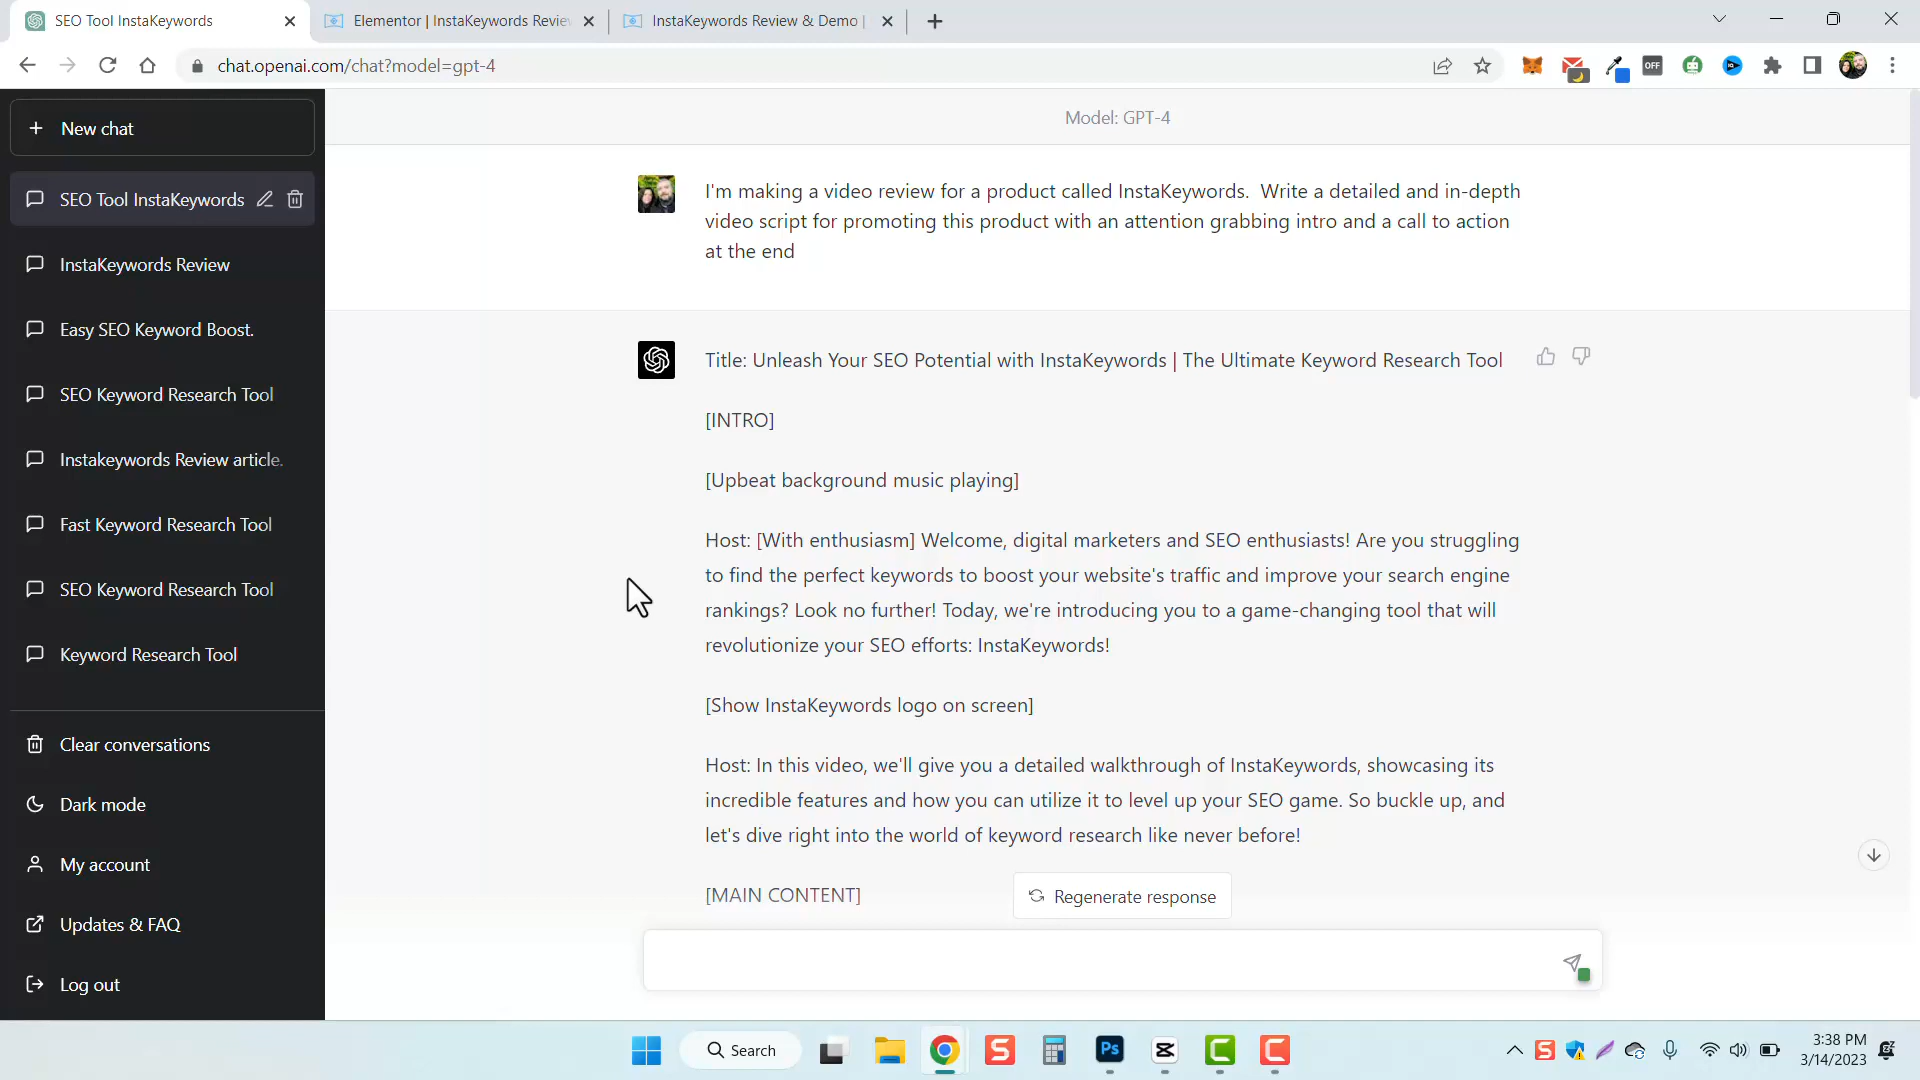 SEO Tool InstaKeywords
Elementor | InstaKeywords Review
InstaKeywords Review & Demo |
chat.openai.com/chat?model=gpt-4
OFF
New chat
SEO Tool InstaKeywords
InstaKeywords Review
Easy SEO Keyword Boost.
SEO Keyword Research Tool
Instakeywords Review article.
Fast Keyword Research Tool
SEO Keyword Research Tool
Keyword Research Tool
Clear conversations
Dark mode
My account
Updates & FAQ
Log out
Model: GPT-4
I'm making a video review for a product called InstaKeywords.  Write a detailed and in-depth
video script for promoting this product with an attention grabbing intro and a call to action
at the end
Title: Unleash Your SEO Potential with InstaKeywords | The Ultimate Keyword Research Tool
[INTRO]
[Upbeat background music playing]
Host: [With enthusiasm] Welcome, digital marketers and SEO enthusiasts! Are you struggling
to find the perfect keywords to boost your website's traffic and improve your search engine
rankings? Look no further! Today, we're introducing you to a game-changing tool that will
revolutionize your SEO efforts: InstaKeywords!
[Show InstaKeywords logo on screen]
Host: In this video, we'll give you a detailed walkthrough of InstaKeywords, showcasing its
incredible features and how you can utilize it to level up your SEO game. So buckle up, and
let's dive right into the world of keyword research like never before!
[MAIN CONTENT]
Regenerate response
Search
Ps
3:38 PM
3/14/2023